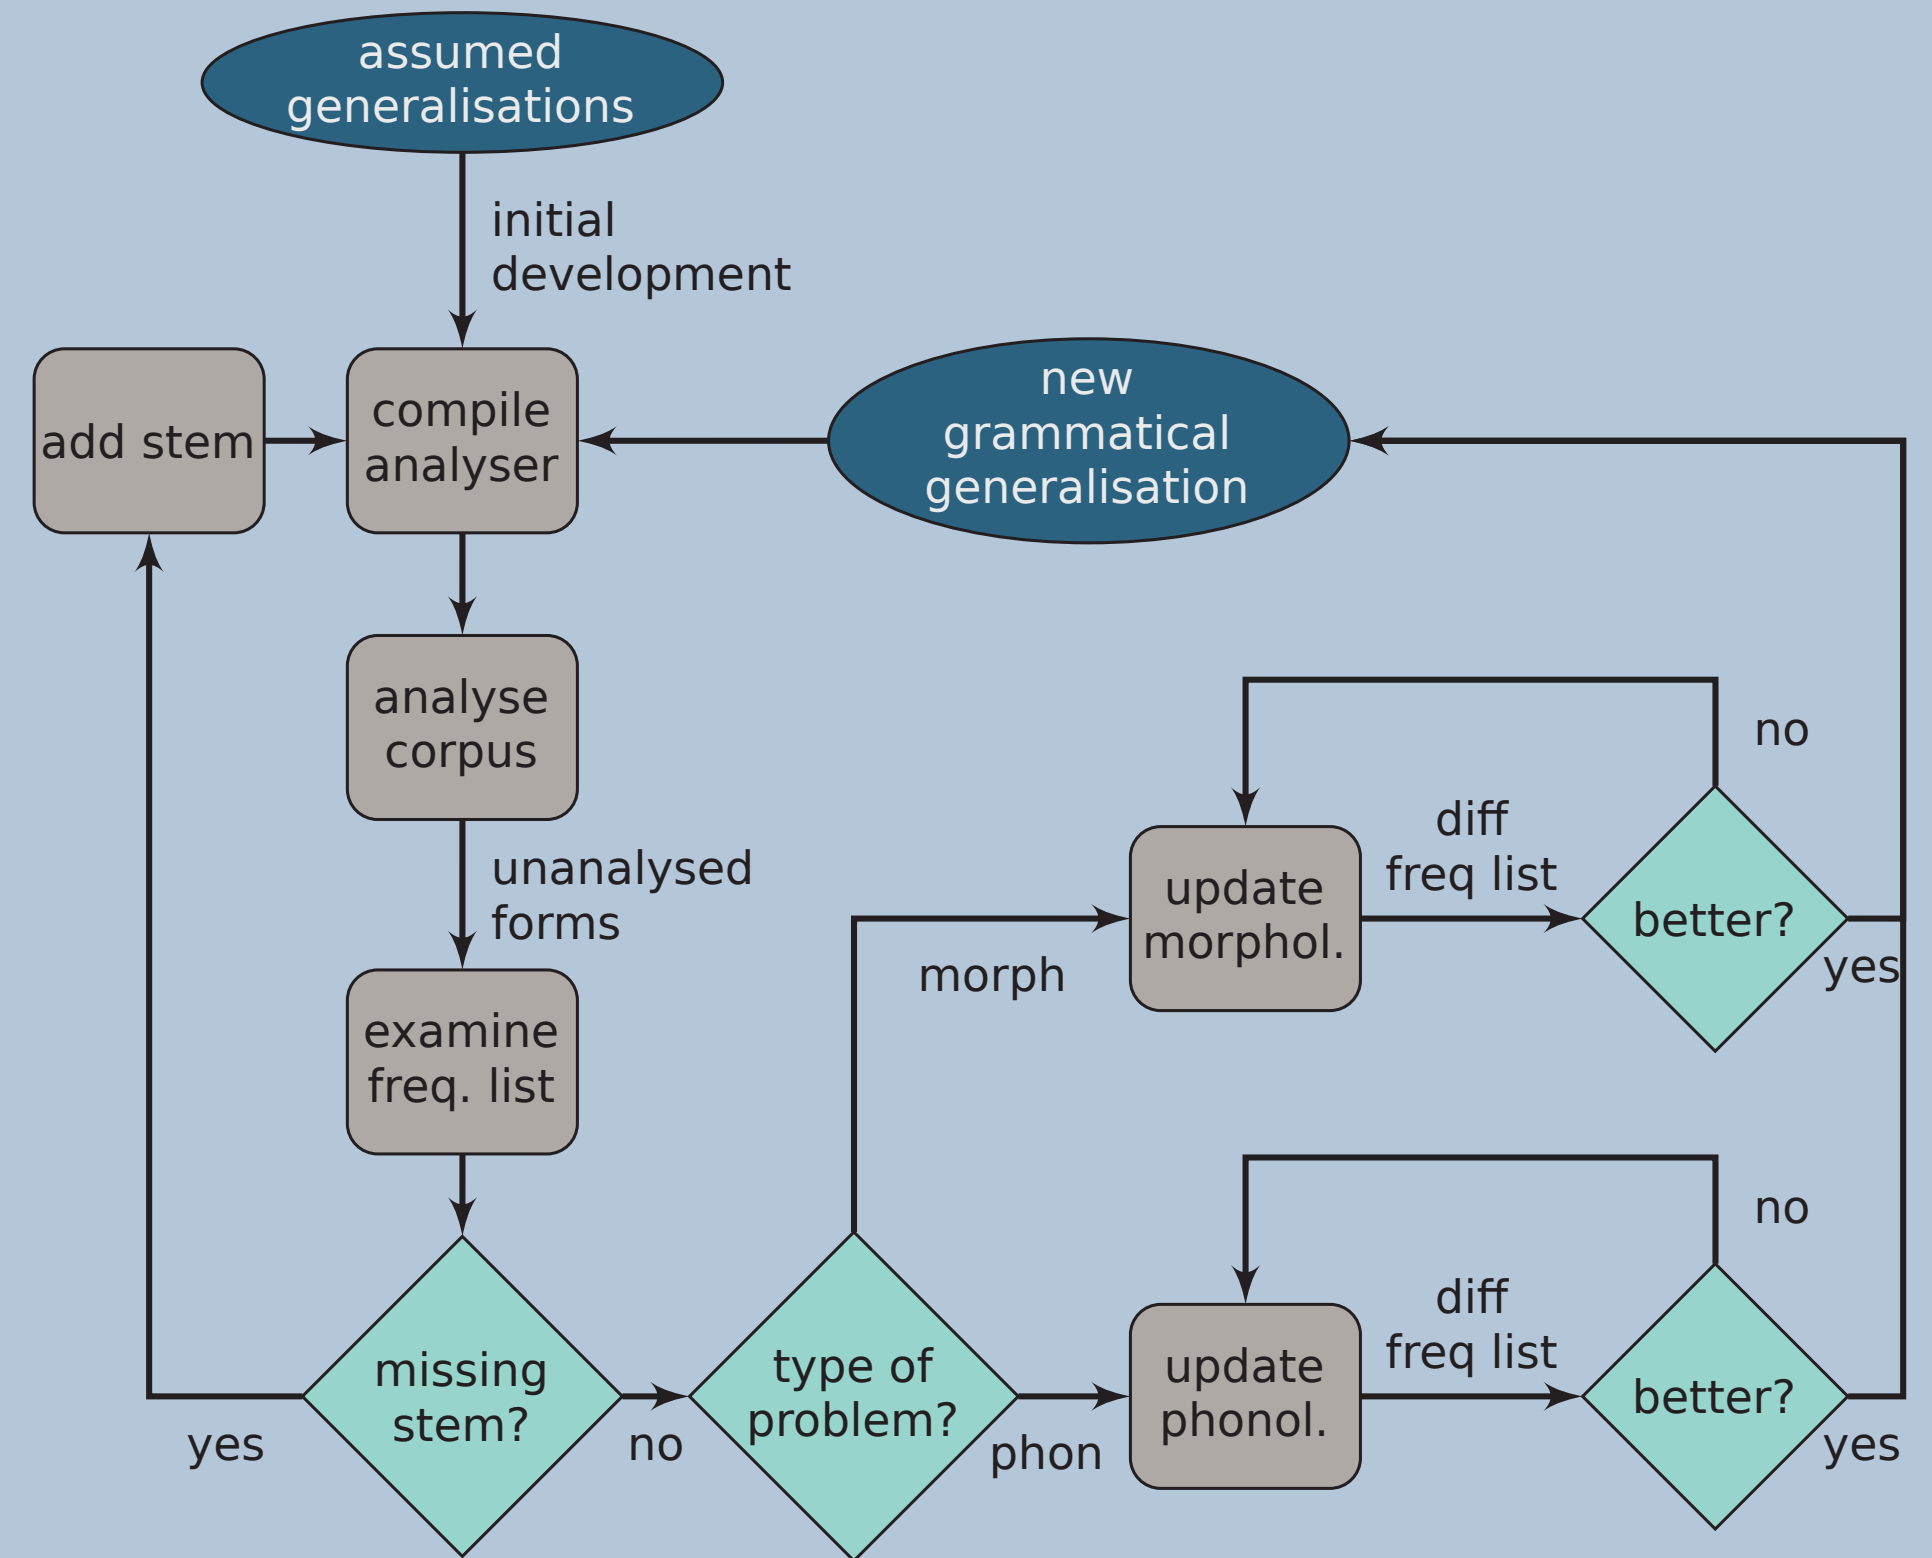 assumed
generalisations
initial
development
add stem
compile
analyser
new
grammatical
generalisation
analyse
corpus
unanalysed
forms
examine
freq. list
missing
stem?
yes
no
type of
problem?
morph
phon
update
morphol.
diff
freq list
better?
no
yes
update
phonol.
diff
freq list
better?
no
yes